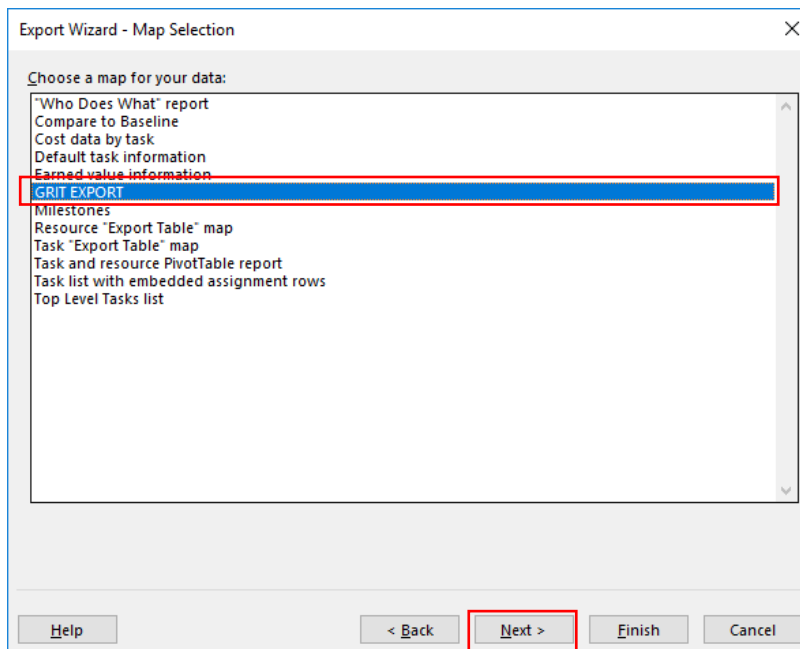 Export Wizard - Map Selection
Choose a map for your data:
"Who Does What" report
Compare to Baseline
Cost data by task
Default task information
Earned value information
GRIT EXPORT
Milestones
Resource "Export Table" map
Task "Export Table" map
Task and resource PivotTable report
Task list with embedded assignment rows
Top Level Tasks list
Help < Back Next > Finish Cancel